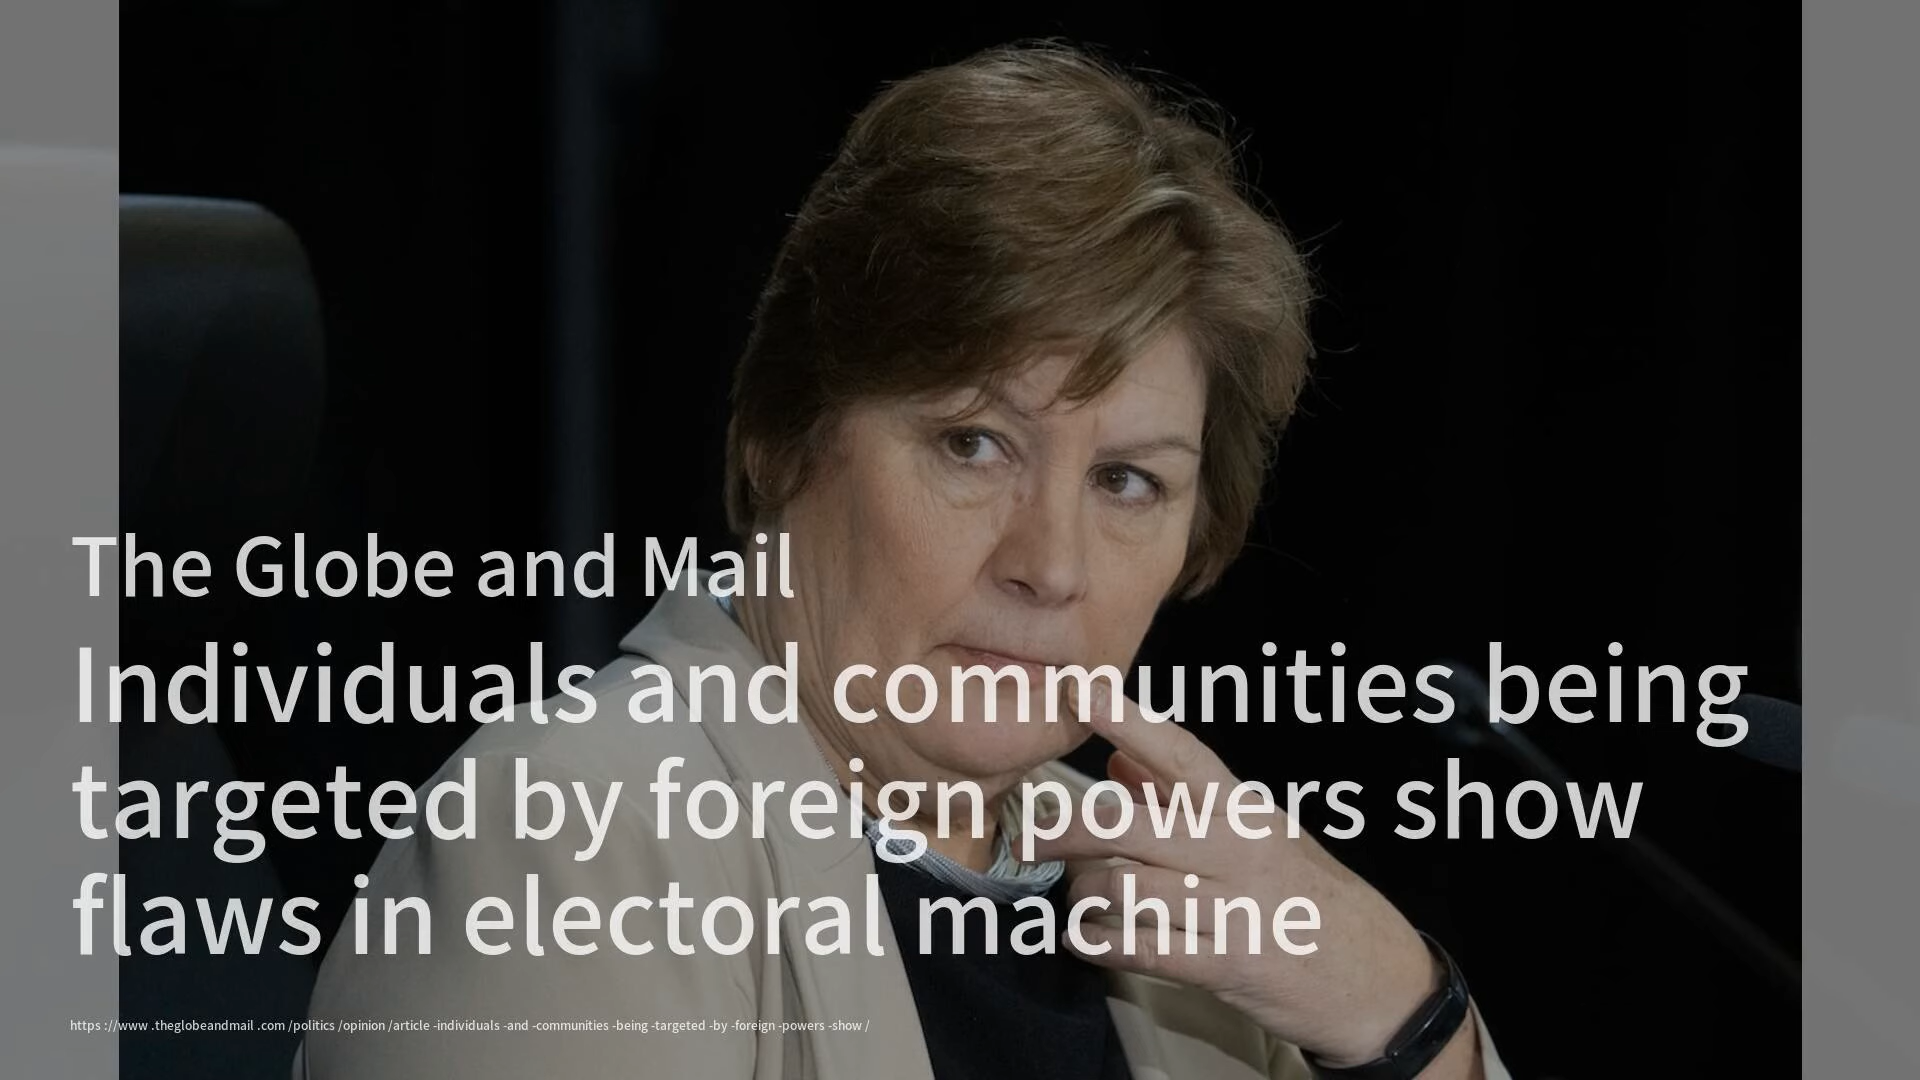 The Globe and Mail
Individuals and communities being
targeted by foreign powers show
flaws in electoral machine
https ://www .theglobeandmail .com /politics /opinion /article -individuals -and -communities -being -targeted -by -foreign -powers -show /